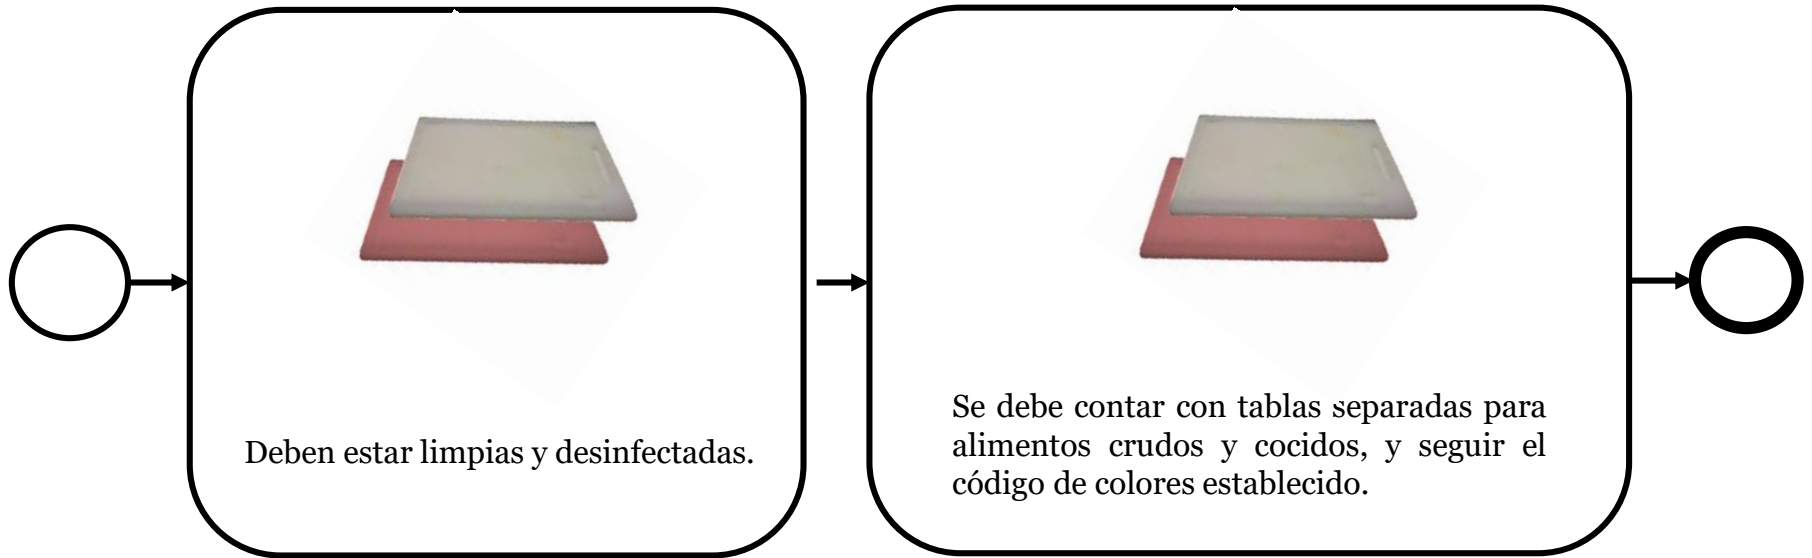 Deben estar limpias y desinfectadas.
Se debe contar con tablas separadas para
alimentos crudos y cocidos, y seguir el
código de colores establecido.